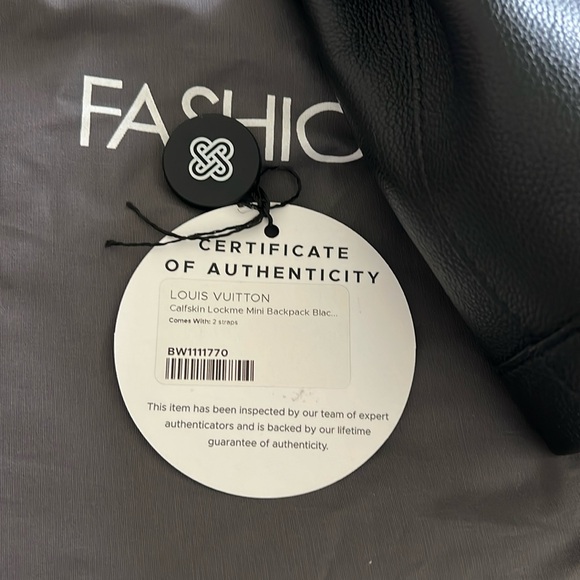 FASHIO
CERTIFICATE
OF AUTHENTICITY
LOUIS VUITTON
Calfskin Lockme Mini Backpack Blac...
Comes With: 2 straps
BW1111770
This item has been inspected by our team of expert
authenticators and is backed by our lifetime
guarantee of authenticity.